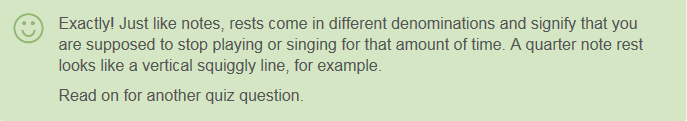 Exactly! Just like notes, rests come in different denominations and signify that you
are supposed to stop playing or singing for that amount of time. A quarter note rest
looks like a vertical squiggly line, for example.
Read on for another quiz question.